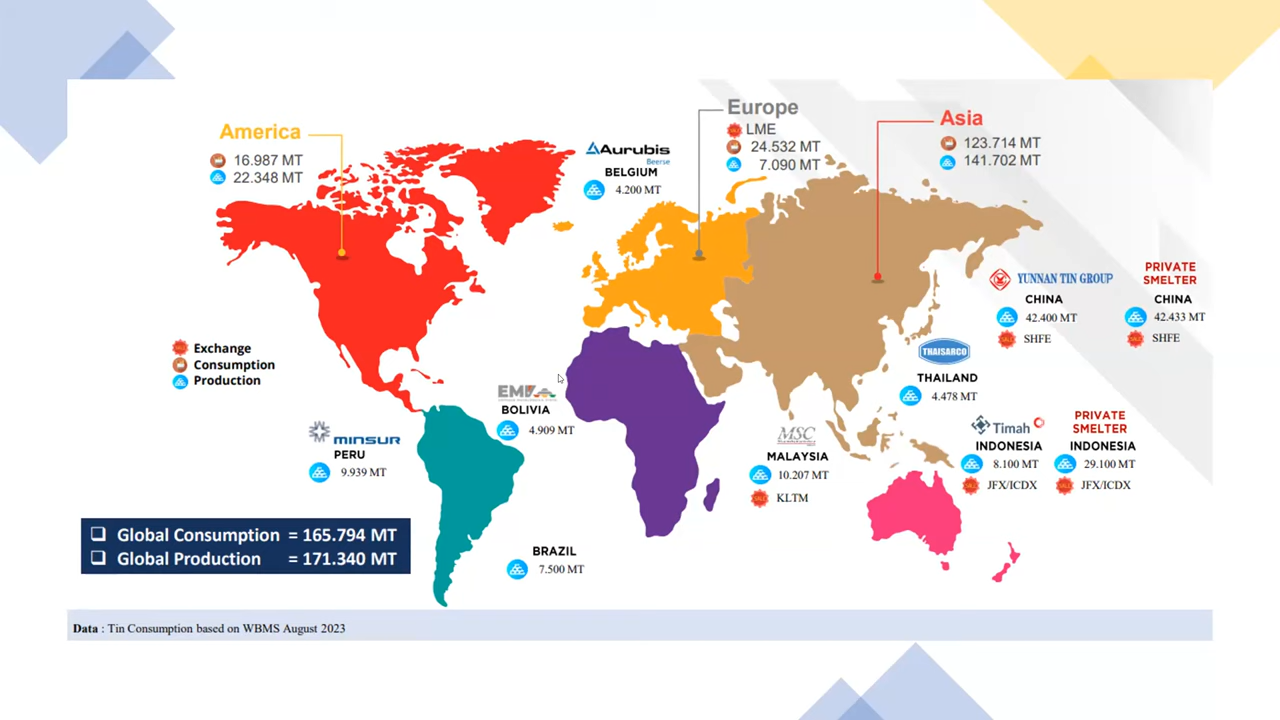 America
16.987 MT
22.348 MT
Aurubis
Beerse
BELGIUM
4.200 MT
Europe
LME
24.532 MT
7.090 MT
Asia
123.714 MT
141.702 MT
YUNNAN TIN GROUP
CHINA
42.400 MT
SHFE
PRIVATE
SMELTER
CHINA
42.433 MT
SHFE
Exchange
Consumption
Production
THAISARCO
THAILAND
4.478 MT
BOLIVIA
4.909 MT
MINSUR
PERU
9.939 MT
MSC
MALAYSIA
10.207 MT
KLTM
Timah
INDONESIA
8.100 MT
JFX/ICDX
PRIVATE
SMELTER
INDONESIA
29.100 MT
JFX/ICDX
Global Consumption = 165.794 MT
Global Production = 171.340 MT
BRAZIL
7.500 MT
Data : Tin Consumption based on WBMS August 2023